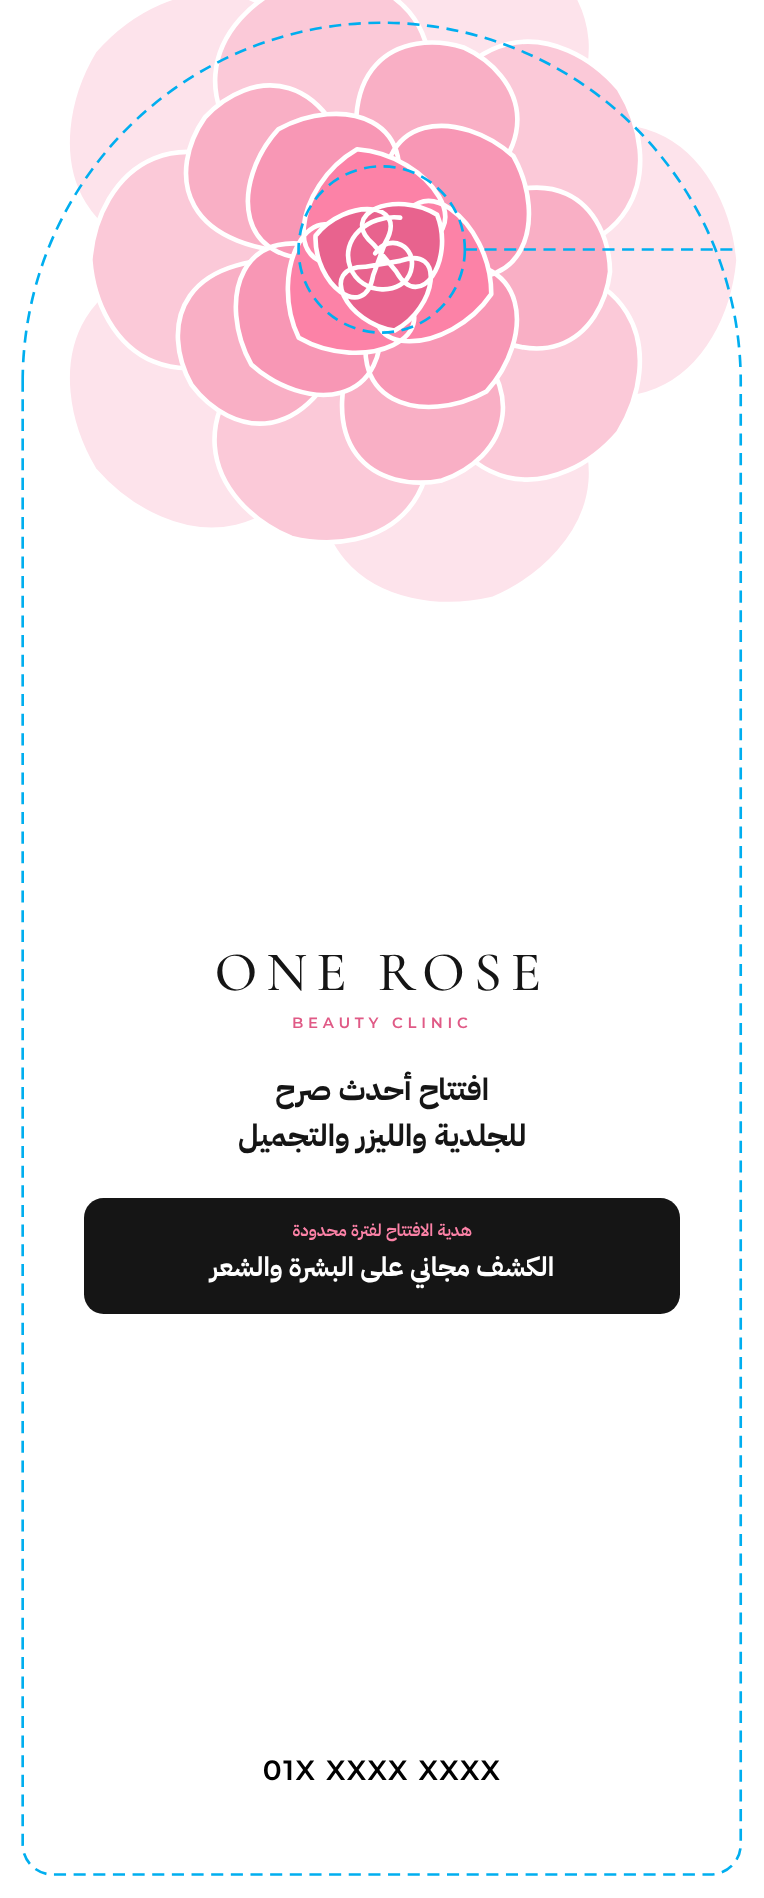 ONE ROSE
BEAUTY CLINIC
افتتاح أحدث صرح
للجلدية والليزر والتجميل
هدية الافتتاح لفترة محدودة
الكشف مجاني على البشرة والشعر
01X XXXX XXXX